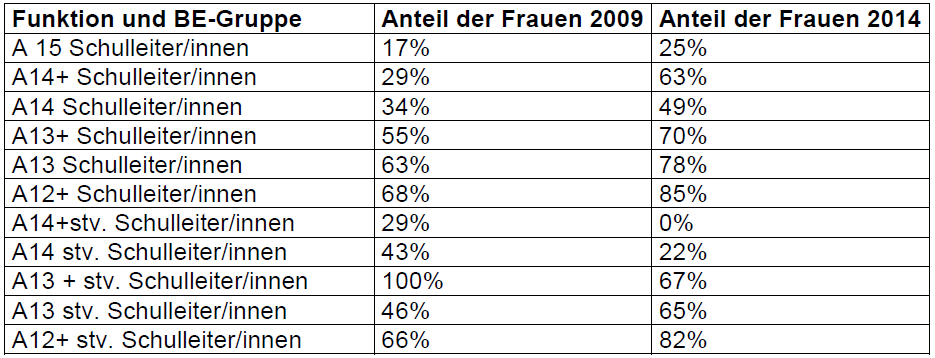 Funktion und BE-Gruppe Anteil der Frauen 2009 Anteil der Frauen 2014
A 15 Schulleiter/innen 17% 25%
A14+ Schulleiter/innen 29% 63%
A14 Schulleiter/innen 34% 49%
A13+ Schulleiter/innen 55% 70%
A13 Schulleiter/innen 63% 78%
A12+ Schulleiter/innen 68% 85%
A14+stv. Schulleiter/innen 29% 0%
A14 stv. Schulleiter/innen 43% 22%
A13 + stv. Schulleiter/innen 100% 67%
A13 stv. Schulleiter/innen 46% 65%
A12+ stv. Schulleiter/innen 66% 82%